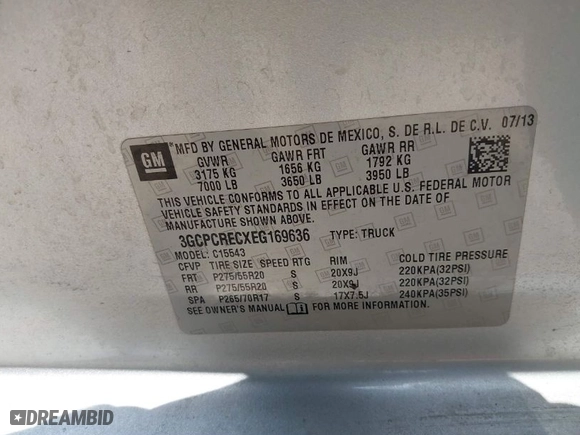 GM
MFD BY GENERAL MOTORS DE MEXICO, S. DE R.L. DE C.V. 07/13
GVWR GAWR FRT GAWR RR
3175 KG 1656 KG 1792 KG
7000 LB 3650 LB 3950 LB
THIS VEHICLE CONFORMS TO ALL APPLICABLE U.S. FEDERAL MOTOR
VEHICLE SAFETY STANDARDS IN EFFECT ON THE DATE OF
MANUFACTURE SHOWN ABOVE.
3GCPCRECXEG169636 TYPE: TRUCK
MODEL: C15543
CFVP TIRE SIZE SPEED RTG RIM COLD TIRE PRESSURE
FRT P275/55R20 S 20X9J 220KPA(32PSI)
RR P275/55R20 S 20X9J 220KPA(32PSI)
SPA P265/70R17 S 17X7.5J 240KPA(35PSI)
SEE OWNER'S MANUAL FOR MORE INFORMATION.
DREAMBID